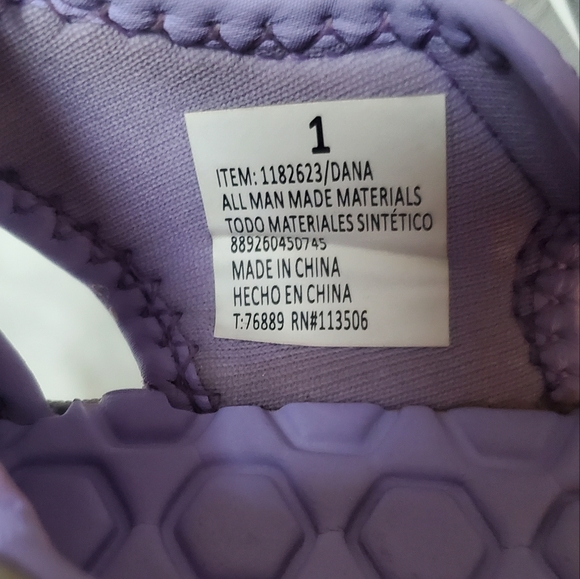 1
ITEM: 1182623/DANA
ALL MAN MADE MATERIALS
TODO MATERIALES SINTÉTICO
889260450745
MADE IN CHINA
HECHO EN CHINA
T:76889 RN#113506